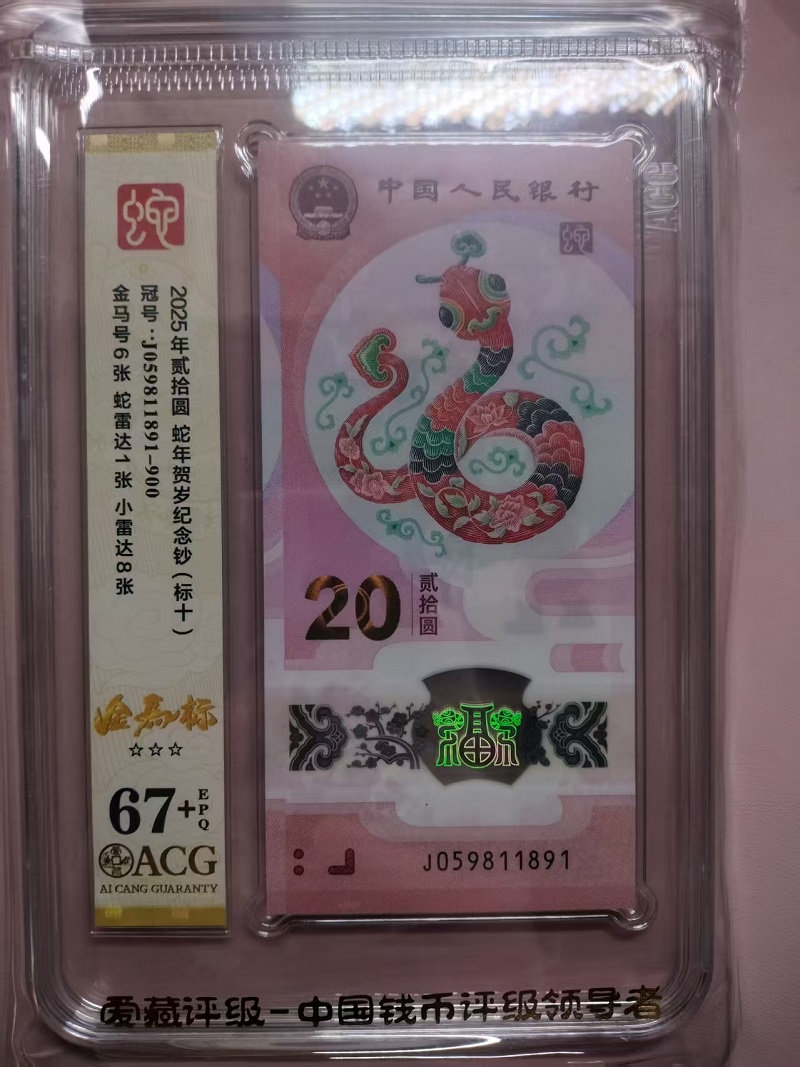 蛇
2025年贰拾圆 蛇年贺岁纪念钞（标十）
冠号：J059811891-900
金马号6张 蛇雷达1张 小雷达8张
金马标
☆☆☆
67+EPQ
ACG
AI CANG GUARANTY
中国人民银行
蛇
20
贰拾圆
福
J059811891
ACG
爱藏评级-中国钱币评级领导者